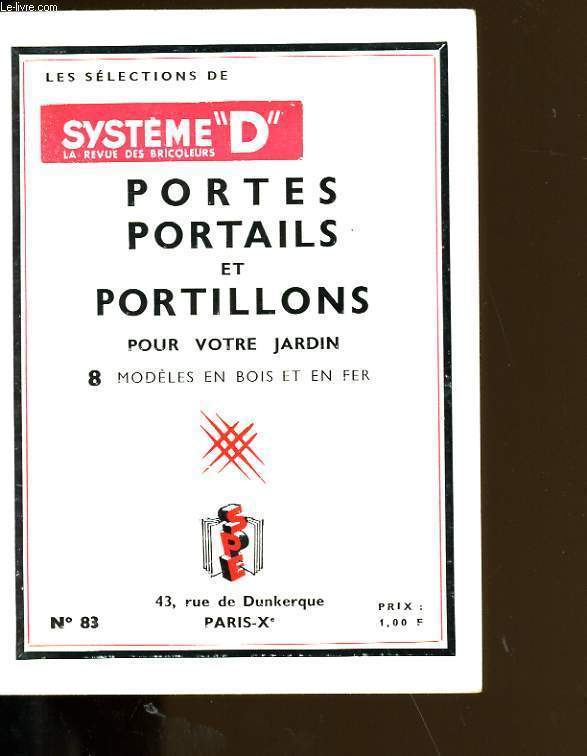 Le-livre.com
LES SÉLECTIONS DE
SYSTÈME "D"
LA REVUE DES BRICOLEURS
PORTES
PORTAILS
ET
PORTILLONS
POUR VOTRE JARDIN
8 MODÈLES EN BOIS ET EN FER
SPE
43, rue de Dunkerque
PARIS-Xe
N° 83
PRIX :
1,00 F